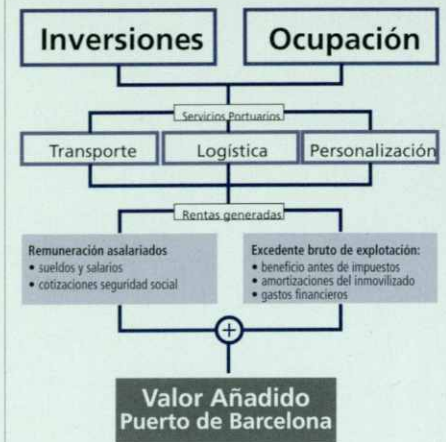 Inversiones
Ocupación
Servicios Portuarios
Transporte
Logística
Personalización
Rentas generadas
Remuneración asalariados
• sueldos y salarios
• cotizaciones seguridad social
Excedente bruto de explotación:
• beneficio antes de impuestos
• amortizaciones del inmovilizado
• gastos financieros
+
Valor Añadido
Puerto de Barcelona